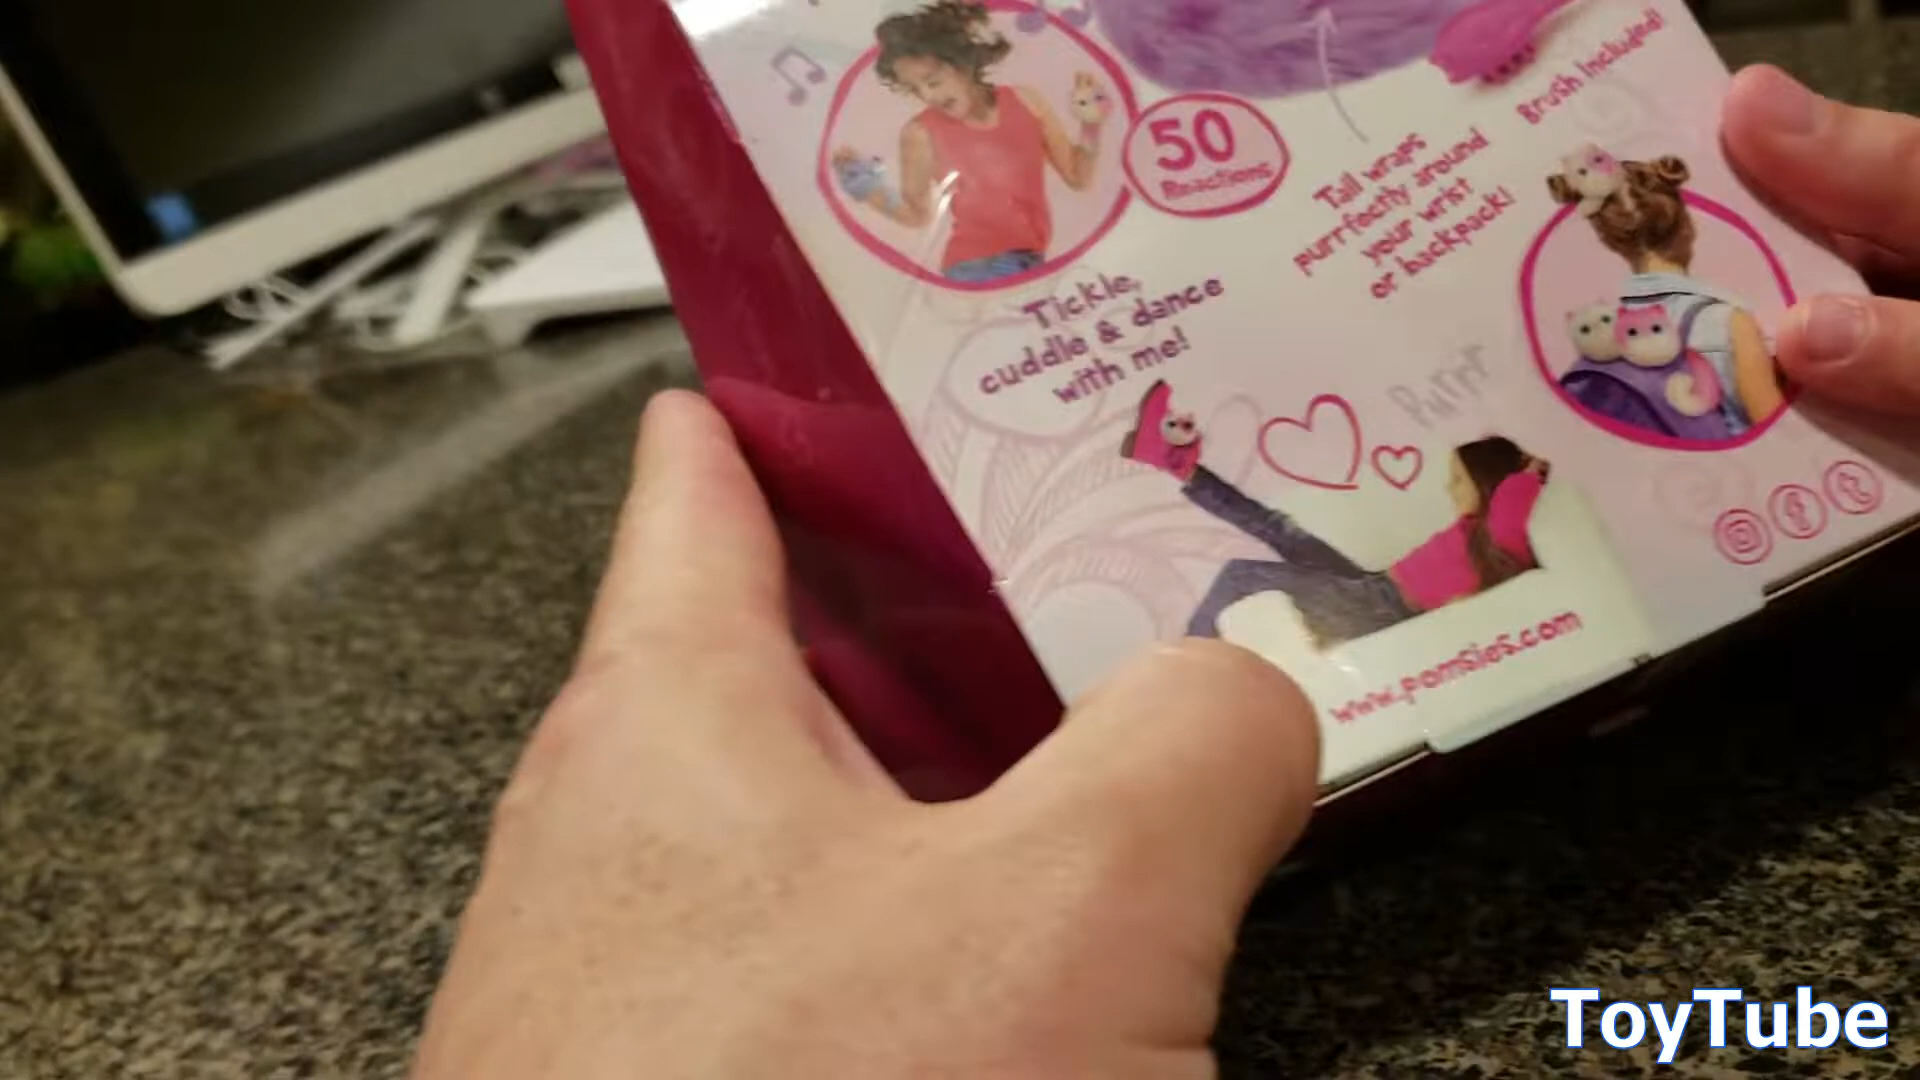 50
Reactions
Brush Included!
Tail wraps
purrfectly around
your wrist
or backpack!
Tickle,
cuddle & dance
with me!
Purrr
www.pomsies.com
ToyTube